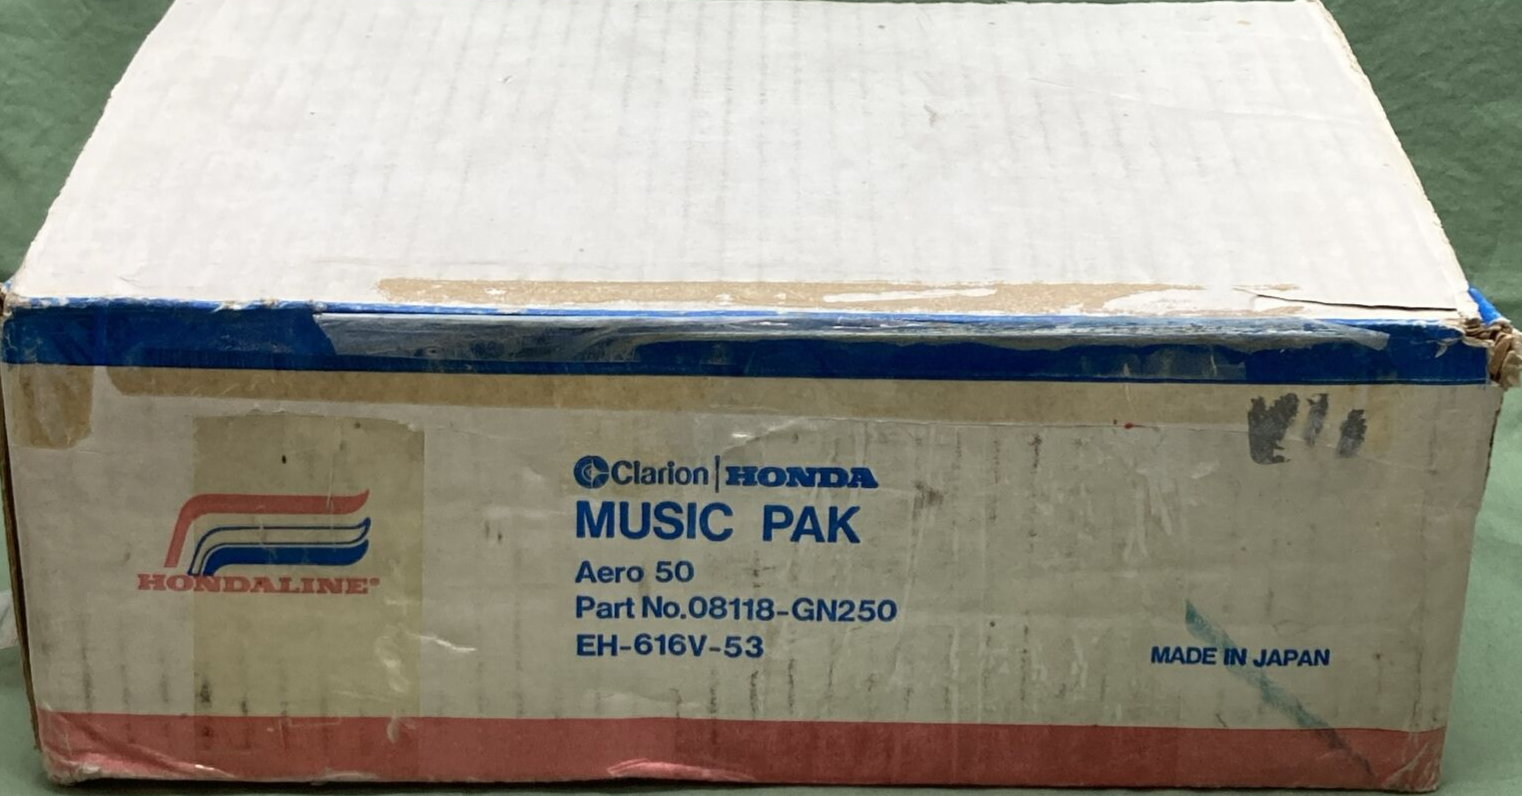 Clarion | HONDA
MUSIC PAK
Aero 50
Part No.08118-GN250
EH-616V-53
HONDALINE®
MADE IN JAPAN